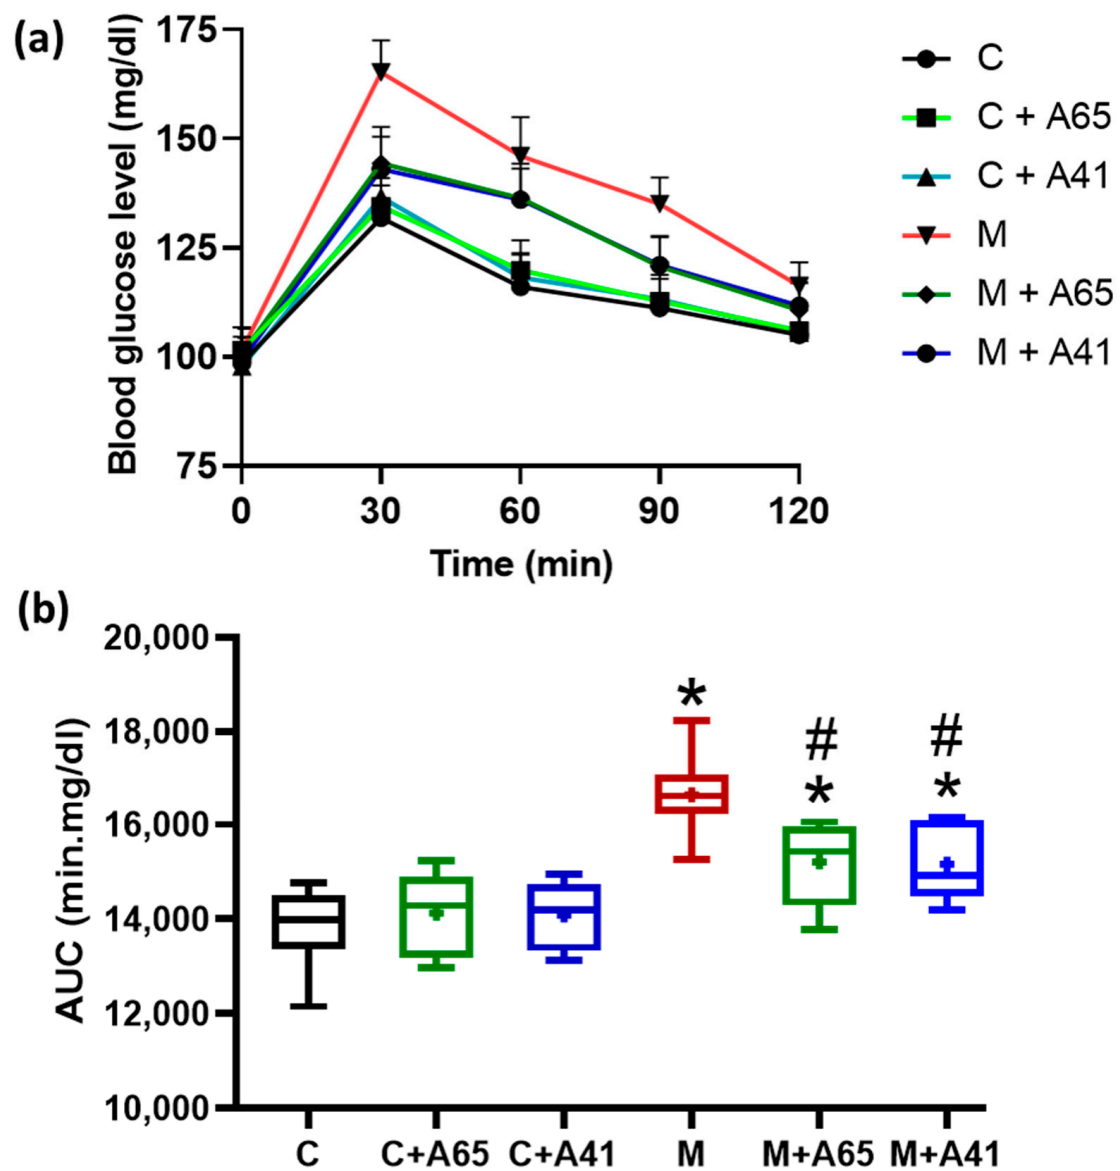 (a)
Blood glucose level (mg/dl)
175
150
125
100
75
0 30 60 90 120
Time (min)
C
C + A65
C + A41
M
M + A65
M + A41
(b)
AUC (min.mg/dl)
20,000
18,000
16,000
14,000
12,000
10,000
*
#
*
#
*
C C+A65 C+A41 M M+A65 M+A41